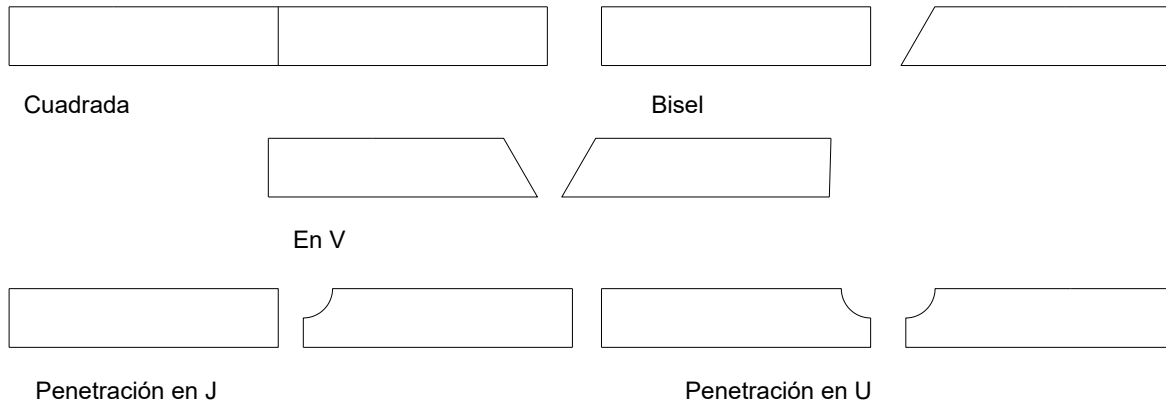 Cuadrada
Bisel
En V
Penetración en J
Penetración en U